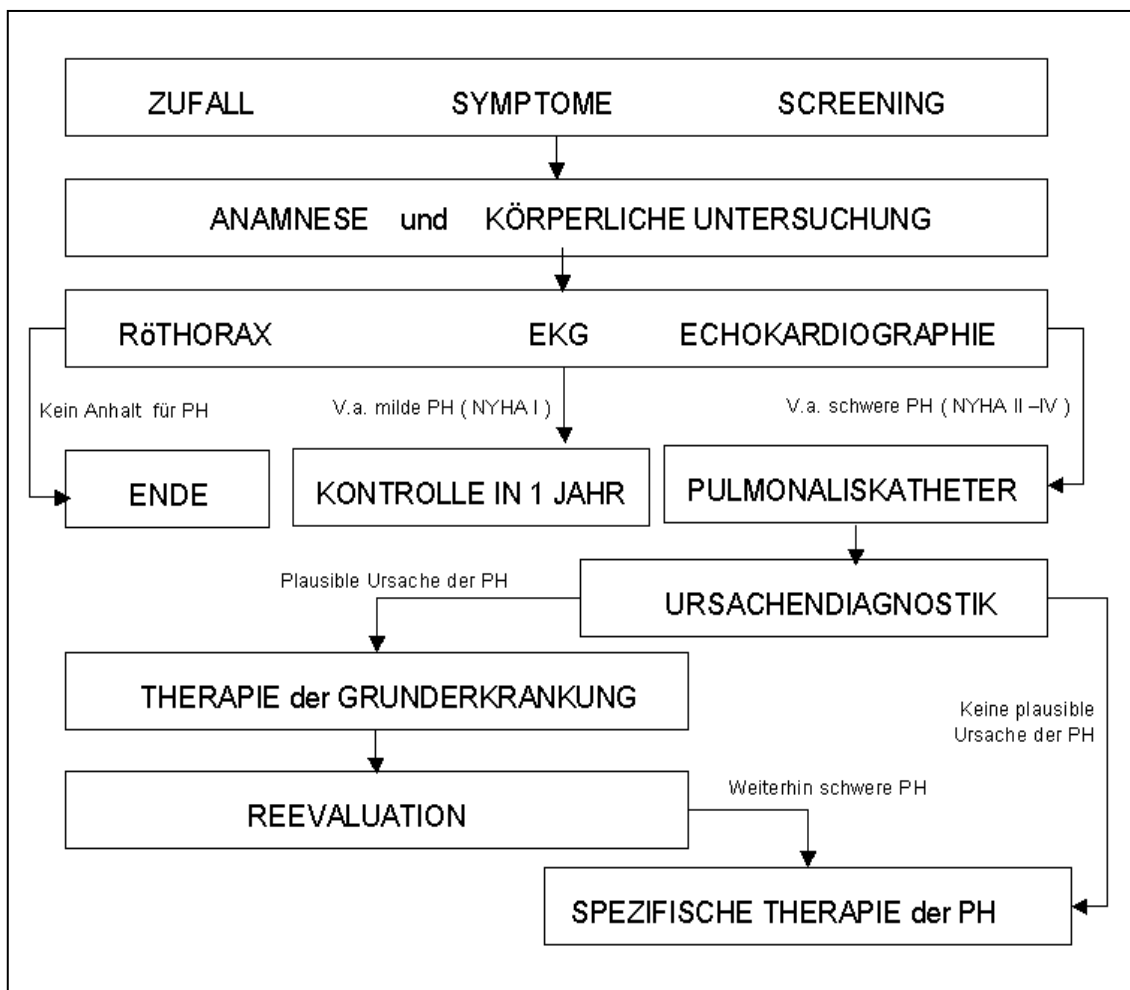 ZUFALL SYMPTOME SCREENING
ANAMNESE und KÖRPERLICHE UNTERSUCHUNG
RöTHORAX EKG ECHOKARDIOGRAPHIE
Kein Anhalt für PH
V.a. milde PH ( NYHA I )
V.a. schwere PH ( NYHA II –IV )
ENDE
KONTROLLE IN 1 JAHR
PULMONALISKATHETER
Plausible Ursache der PH
URSACHENDIAGNOSTIK
THERAPIE der GRUNDERKRANKUNG
Keine plausible
Ursache der PH
REEVALUATION
Weiterhin schwere PH
SPEZIFISCHE THERAPIE der PH